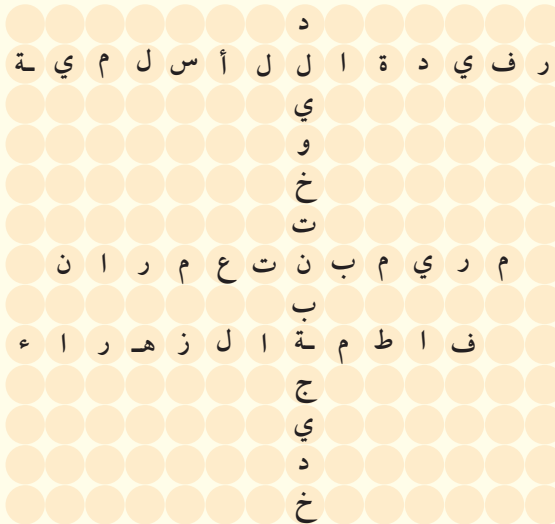 د
ر ف ي د ة ا ل ل أ س ل م ي ـة
ي
و
خ
ت
م ر ي م ب ن ت ع م ر ا ن
ب
ف ا ط م ـة ا ل ز هـ ر ا ء
ج
ي
د
خ